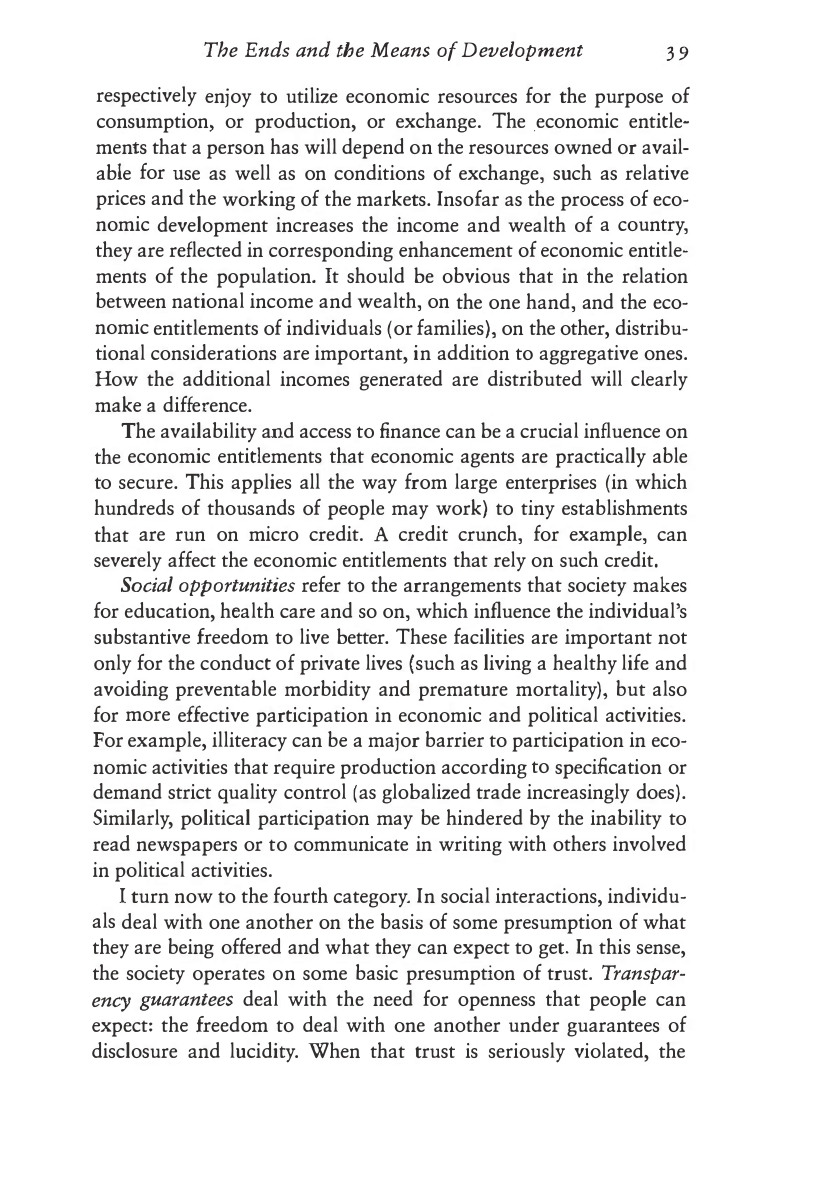 The Ends and the Means of Development 39
respectively enjoy to utilize economic resources for the purpose of
consumption, or production, or exchange. The economic entitle-
ments that a person has will depend on the resources owned or avail-
able for use as well as on conditions of exchange, such as relative
prices and the working of the markets. Insofar as the process of eco-
nomic development increases the income and wealth of a country,
they are reflected in corresponding enhancement of economic entitle-
ments of the population. It should be obvious that in the relation
between national income and wealth, on the one hand, and the eco-
nomic entitlements of individuals (or families), on the other, distribu-
tional considerations are important, in addition to aggregative ones.
How the additional incomes generated are distributed will clearly
make a difference.
The availability and access to finance can be a crucial influence on
the economic entitlements that economic agents are practically able
to secure. This applies all the way from large enterprises (in which
hundreds of thousands of people may work) to tiny establishments
that are run on micro credit. A credit crunch, for example, can
severely affect the economic entitlements that rely on such credit.
Social opportunities refer to the arrangements that society makes
for education, health care and so on, which influence the individual's
substantive freedom to live better. These facilities are important not
only for the conduct of private lives (such as living a healthy life and
avoiding preventable morbidity and premature mortality), but also
for more effective participation in economic and political activities.
For example, illiteracy can be a major barrier to participation in eco-
nomic activities that require production according to specification or
demand strict quality control (as globalized trade increasingly does).
Similarly, political participation may be hindered by the inability to
read newspapers or to communicate in writing with others involved
in political activities.
I turn now to the fourth category. In social interactions, individu-
als deal with one another on the basis of some presumption of what
they are being offered and what they can expect to get. In this sense,
the society operates on some basic presumption of trust. Transpar-
ency guarantees deal with the need for openness that people can
expect: the freedom to deal with one another under guarantees of
disclosure and lucidity. When that trust is seriously violated, the